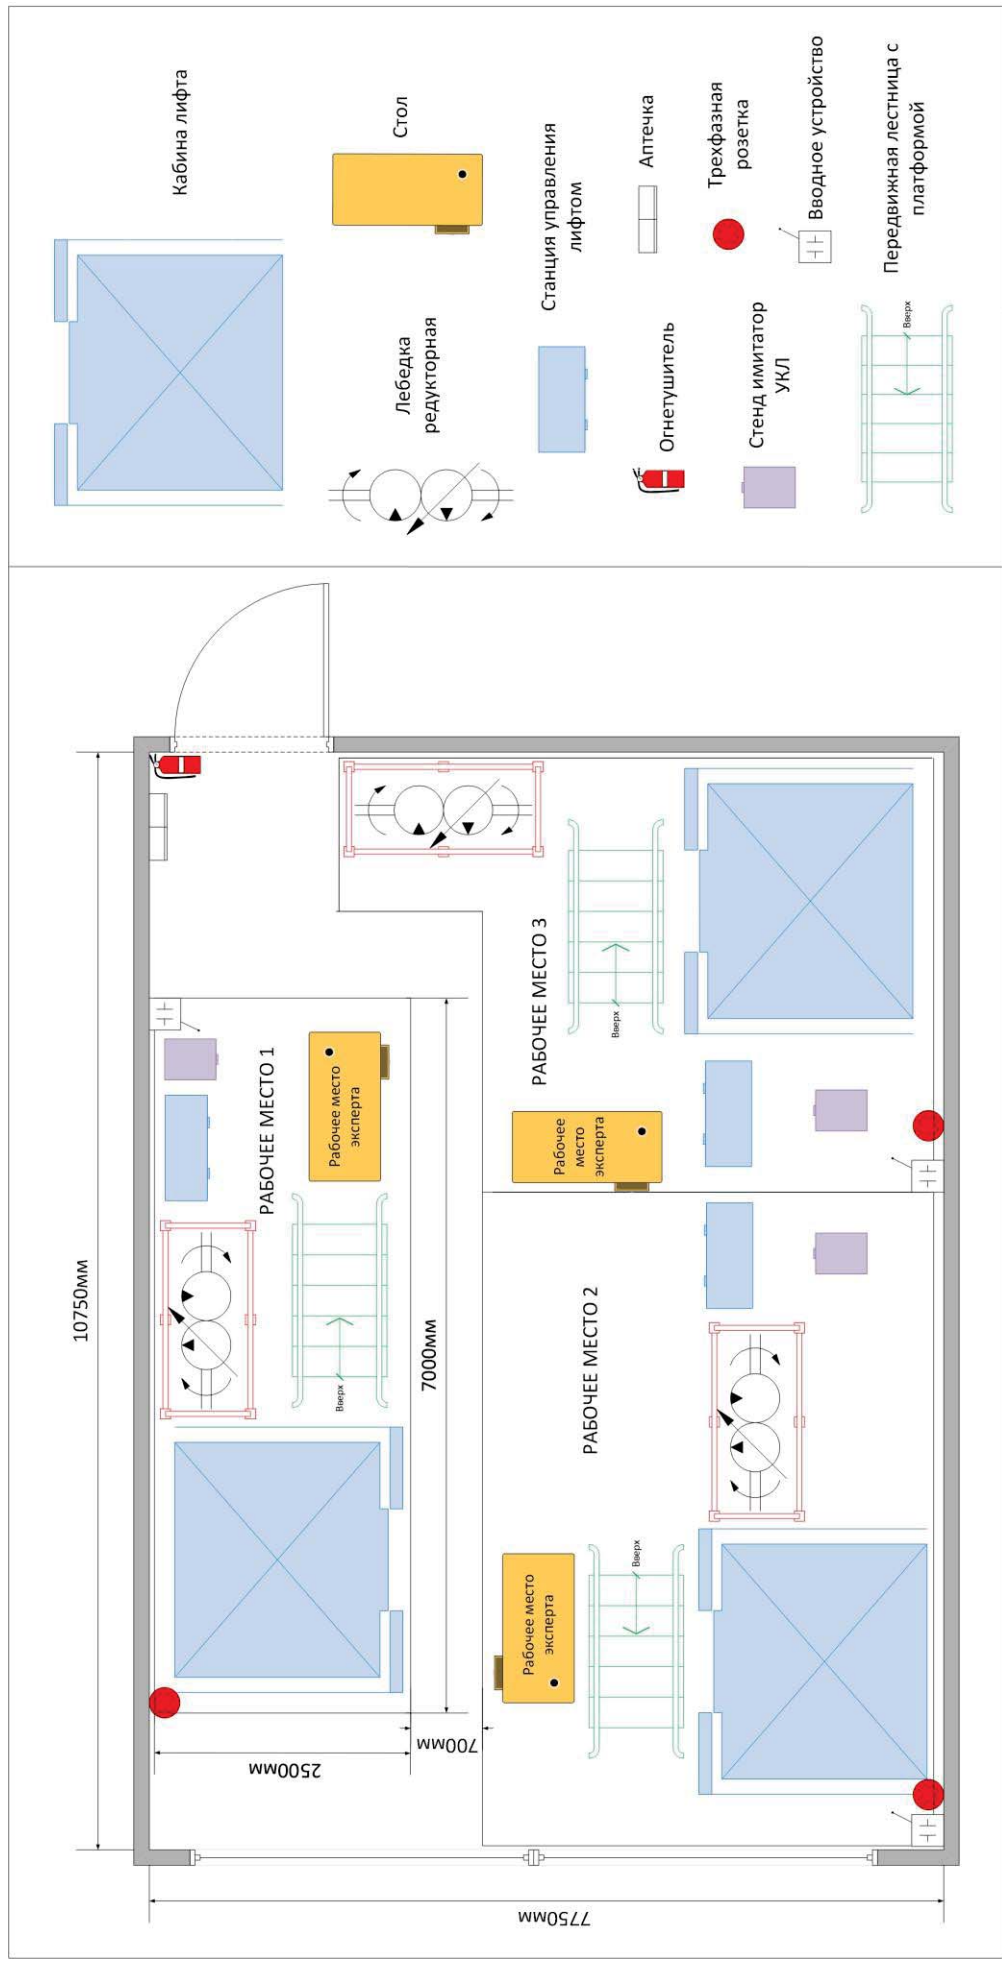 10750мм
РАБОЧЕЕ МЕСТО 1
Рабочее место
эксперта
Вверх
7000мм
2500мм
700мм
7750мм
РАБОЧЕЕ МЕСТО 2
Рабочее место
эксперта
Вверх
РАБОЧЕЕ МЕСТО 3
Рабочее
место
эксперта
Вверх
Кабина лифта
Лебедка
редукторная
Стол
Станция управления
лифтом
Огнетушитель
Аптечка
Стенд имитатор
УКЛ
Трехфазная
розетка
Вводное устройство
Вверх
Передвижная лестница с
платформой